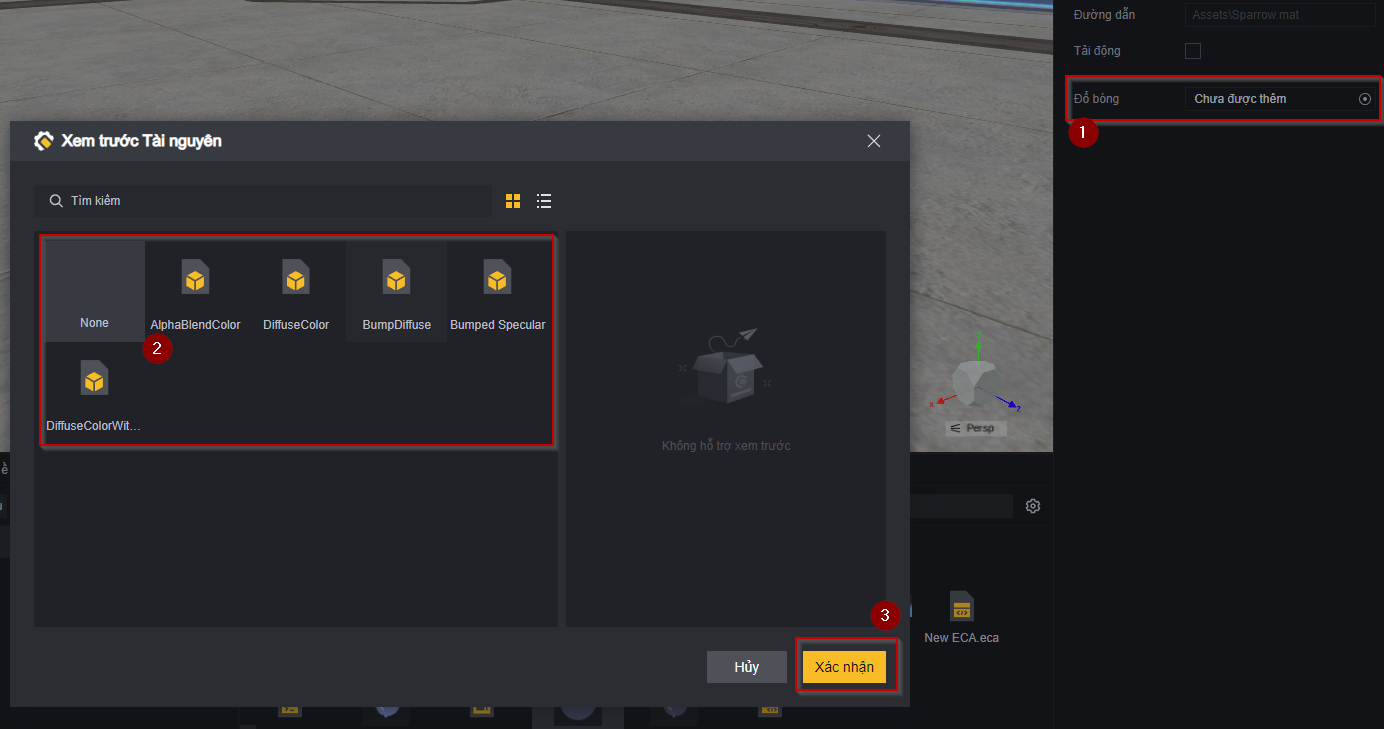 Đường dẫn
Assets\Sparrow.mat
Tải động
Đổ bóng
Chưa được thêm
1
Xem trước Tài nguyên
Tìm kiếm
None
AlphaBlendColor
DiffuseColor
BumpDiffuse
Bumped Specular
2
DiffuseColorWit...
Không hỗ trợ xem trước
Persp
3
New ECA.eca
Hủy
Xác nhận